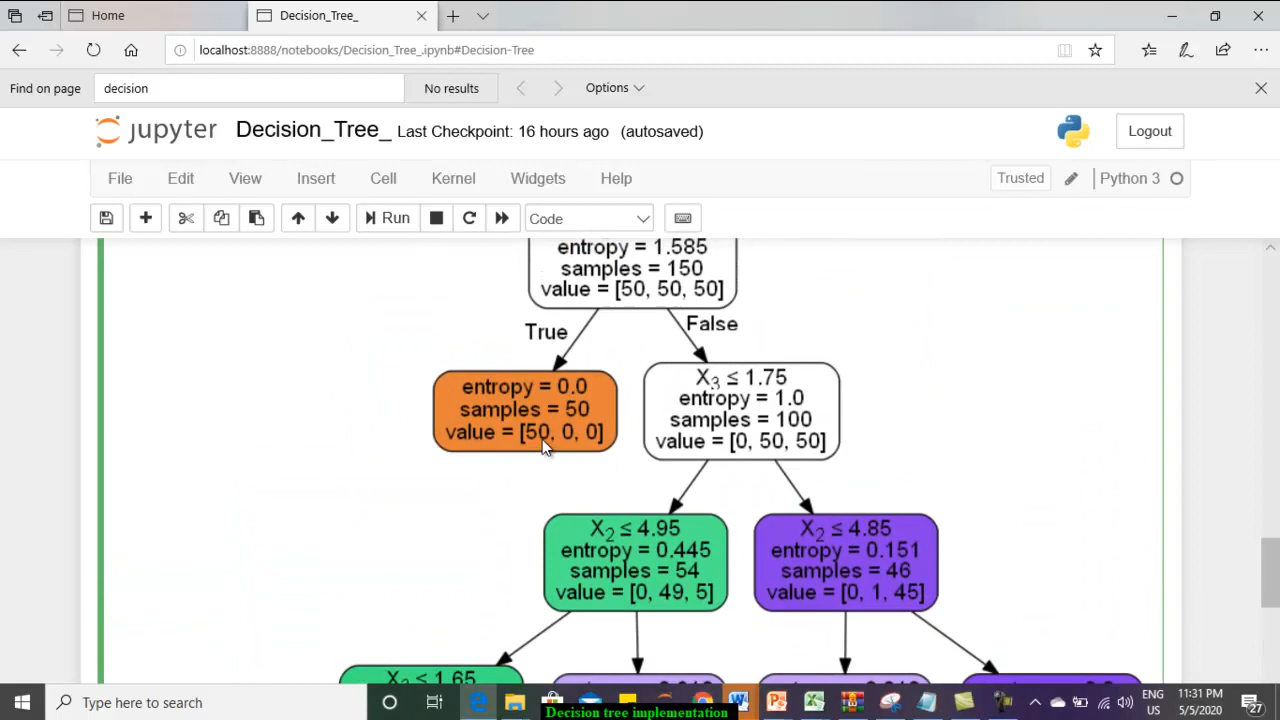 Home
Decision_Tree_
localhost:8888/notebooks/Decision_Tree_.ipynb#Decision-Tree
Find on page
decision
No results
Options
jupyter
Decision_Tree_ Last Checkpoint: 16 hours ago (autosaved)
Logout
File Edit View Insert Cell Kernel Widgets Help
Trusted
Python 3
Run
Code
entropy = 1.585
samples = 150
value = [50, 50, 50]
True
False
entropy = 0.0
samples = 50
value = [50, 0, 0]
X₃ ≤ 1.75
entropy = 1.0
samples = 100
value = [0, 50, 50]
X₂ ≤ 4.95
entropy = 0.445
samples = 54
value = [0, 49, 5]
X₂ ≤ 4.85
entropy = 0.151
samples = 46
value = [0, 1, 45]
Type here to search
Decision tree implementation
ENG
US
11:31 PM
5/5/2020
27